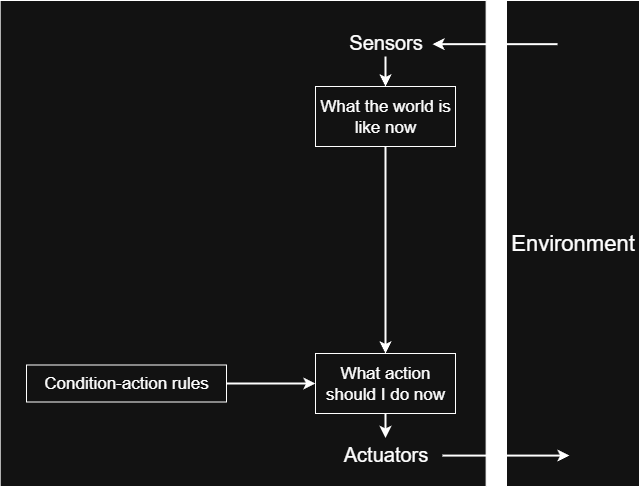 Sensors
What the world is
like now
Environment
What action
should I do now
Condition-action rules
Actuators